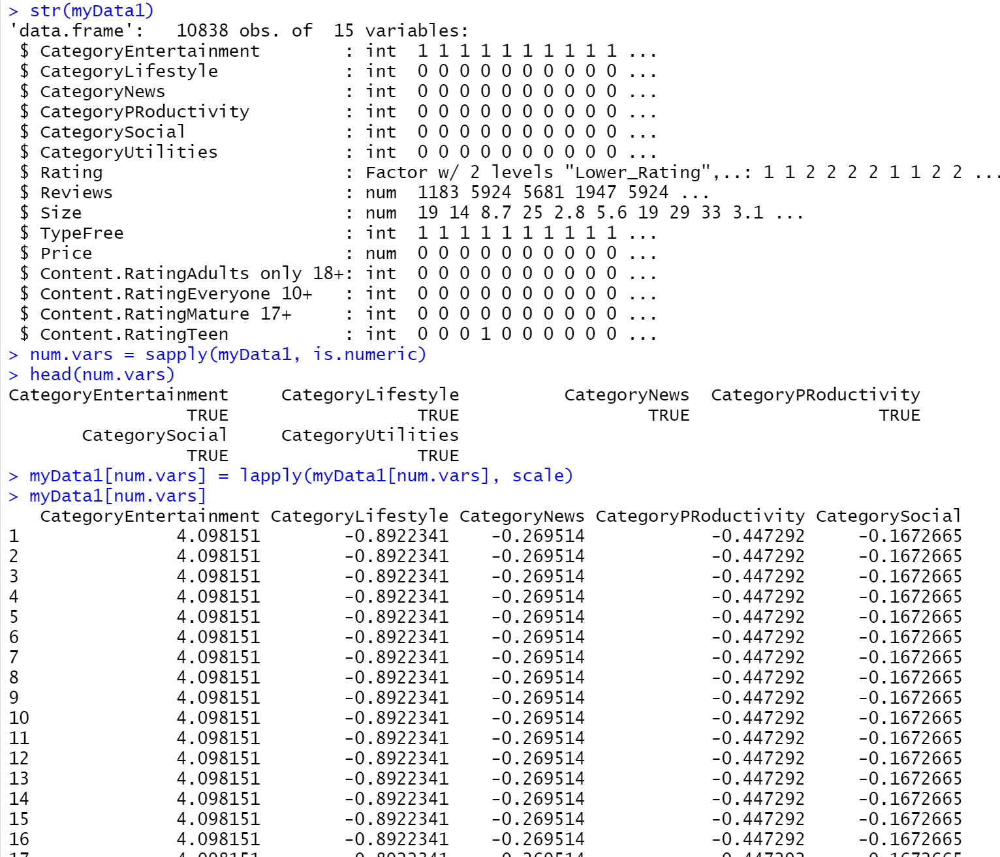 > str(myData1)
'data.frame':   10838 obs. of  15 variables:
 $ CategoryEntertainment        : int  1 1 1 1 1 1 1 1 1 1 ...
 $ CategoryLifestyle            : int  0 0 0 0 0 0 0 0 0 0 ...
 $ CategoryNews                 : int  0 0 0 0 0 0 0 0 0 0 ...
 $ CategoryPRoductivity         : int  0 0 0 0 0 0 0 0 0 0 ...
 $ CategorySocial               : int  0 0 0 0 0 0 0 0 0 0 ...
 $ CategoryUtilities            : int  0 0 0 0 0 0 0 0 0 0 ...
 $ Rating                       : Factor w/ 2 levels "Lower_Rating",..: 1 1 2 2 2 2 1 1 2 2 ...
 $ Reviews                      : num  1183 5924 5681 1947 5924 ...
 $ Size                         : num  19 14 8.7 25 2.8 5.6 19 29 33 3.1 ...
 $ TypeFree                     : int  1 1 1 1 1 1 1 1 1 1 ...
 $ Price                        : num  0 0 0 0 0 0 0 0 0 0 ...
 $ Content.RatingAdults only 18+: int  0 0 0 0 0 0 0 0 0 0 ...
 $ Content.RatingEveryone 10+   : int  0 0 0 0 0 0 0 0 0 0 ...
 $ Content.RatingMature 17+     : int  0 0 0 0 0 0 0 0 0 0 ...
 $ Content.RatingTeen           : int  0 0 0 1 0 0 0 0 0 0 ...
> num.vars = sapply(myData1, is.numeric)
> head(num.vars)
CategoryEntertainment     CategoryLifestyle          CategoryNews  CategoryPRoductivity
                 TRUE                  TRUE                  TRUE                  TRUE
       CategorySocial     CategoryUtilities
                 TRUE                  TRUE
> myData1[num.vars] = lapply(myData1[num.vars], scale)
> myData1[num.vars]
   CategoryEntertainment CategoryLifestyle CategoryNews CategoryPRoductivity CategorySocial
1               4.098151        -0.8922341    -0.269514            -0.447292     -0.1672665
2               4.098151        -0.8922341    -0.269514            -0.447292     -0.1672665
3               4.098151        -0.8922341    -0.269514            -0.447292     -0.1672665
4               4.098151        -0.8922341    -0.269514            -0.447292     -0.1672665
5               4.098151        -0.8922341    -0.269514            -0.447292     -0.1672665
6               4.098151        -0.8922341    -0.269514            -0.447292     -0.1672665
7               4.098151        -0.8922341    -0.269514            -0.447292     -0.1672665
8               4.098151        -0.8922341    -0.269514            -0.447292     -0.1672665
9               4.098151        -0.8922341    -0.269514            -0.447292     -0.1672665
10              4.098151        -0.8922341    -0.269514            -0.447292     -0.1672665
11              4.098151        -0.8922341    -0.269514            -0.447292     -0.1672665
12              4.098151        -0.8922341    -0.269514            -0.447292     -0.1672665
13              4.098151        -0.8922341    -0.269514            -0.447292     -0.1672665
14              4.098151        -0.8922341    -0.269514            -0.447292     -0.1672665
15              4.098151        -0.8922341    -0.269514            -0.447292     -0.1672665
16              4.098151        -0.8922341    -0.269514            -0.447292     -0.1672665